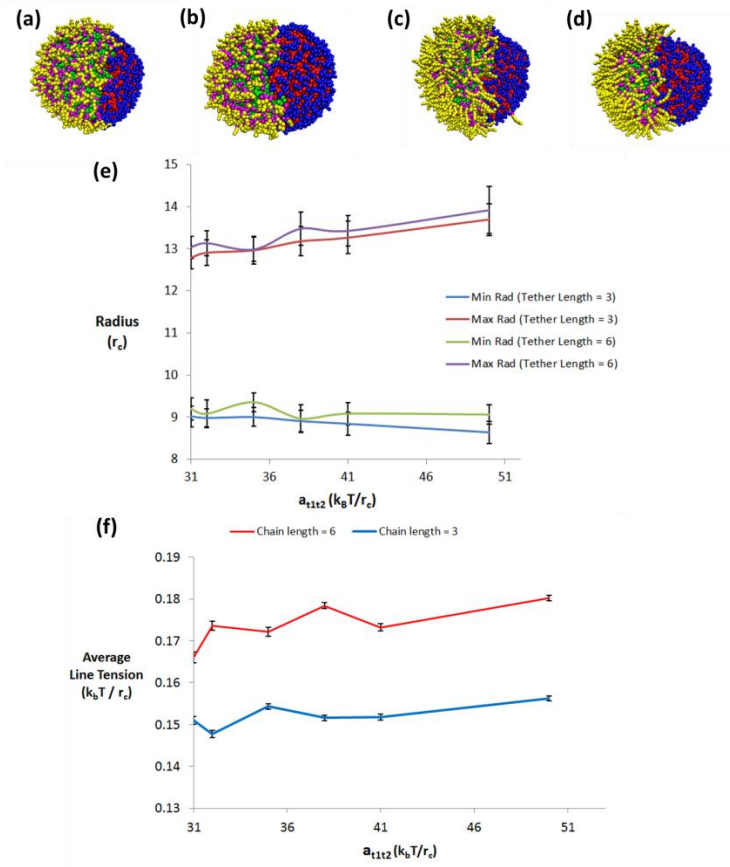 (a) (b) (c) (d)
(e)
15
14
13
12
11
10
9
8
Radius
(rc)
Min Rad (Tether Length = 3)
Max Rad (Tether Length = 3)
Min Rad (Tether Length = 6)
Max Rad (Tether Length = 6)
31 36 41 46 51
at1t2 (kBT/rc)
(f)
Chain length = 6 Chain length = 3
0.19
0.18
0.17
0.16
0.15
0.14
0.13
Average
Line Tension
(kbT / rc)
31 36 41 46 51
at1t2 (kbT/rc)